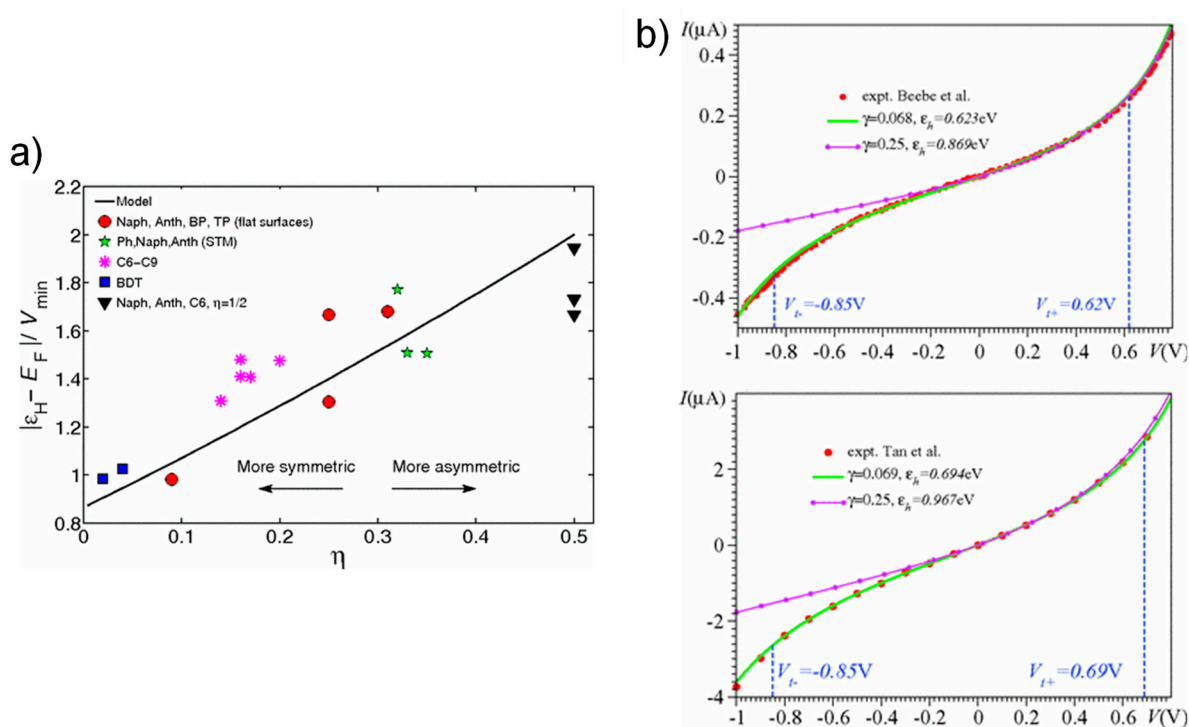 a)
|ε_H − E_F| / V_min
2.2
2
1.8
1.6
1.4
1.2
1
0.8
Model
Naph, Anth, BP, TP (flat surfaces)
Ph,Naph,Anth (STM)
C6−C9
BDT
Naph, Anth, C6, η=1/2
More symmetric
More asymmetric
0 0.1 0.2 0.3 0.4 0.5
η
b)
I(μA)
0.4
0.2
0
-0.2
-0.4
expt. Beebe et al.
γ=0.068, ε_h=0.623eV
γ=0.25, ε_h=0.869eV
V_t-=-0.85V
V_t+=0.62V
-1 -0.8 -0.6 -0.4 -0.2 0 0.2 0.4 0.6 V(V)
I(μA)
2
0
-2
-4
expt. Tan et al.
γ=0.069, ε_h=0.694eV
γ=0.25, ε_h=0.967eV
V_t-=-0.85V
V_t+=0.69V
-1 -0.8 -0.6 -0.4 -0.2 0 0.2 0.4 0.6 V(V)